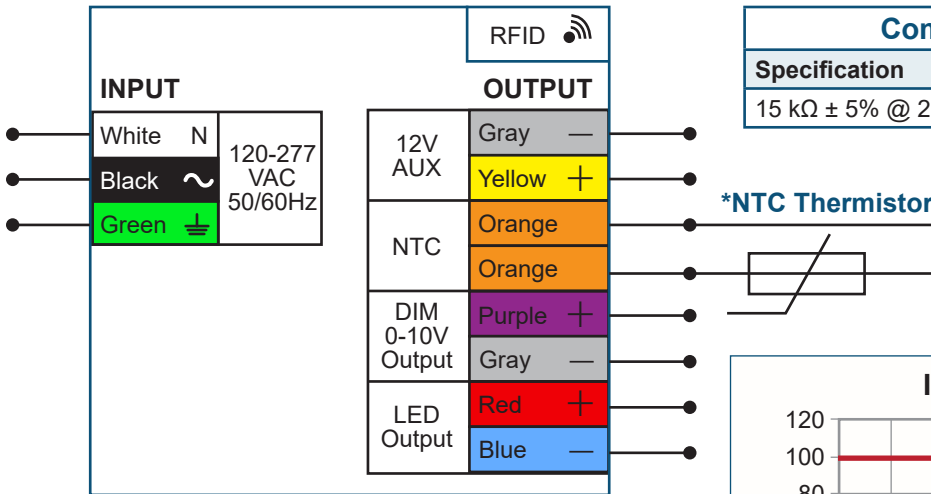 RFID
INPUT
OUTPUT
White N
Black
Green
120-277
VAC
50/60Hz
12V
AUX
Gray —
Yellow +
NTC
Orange
Orange
DIM
0-10V
Output
Purple +
Gray —
LED
Output
Red +
Blue —
Specification
15 kΩ ± 5% @ 2
*NTC Thermistor
120
100
80